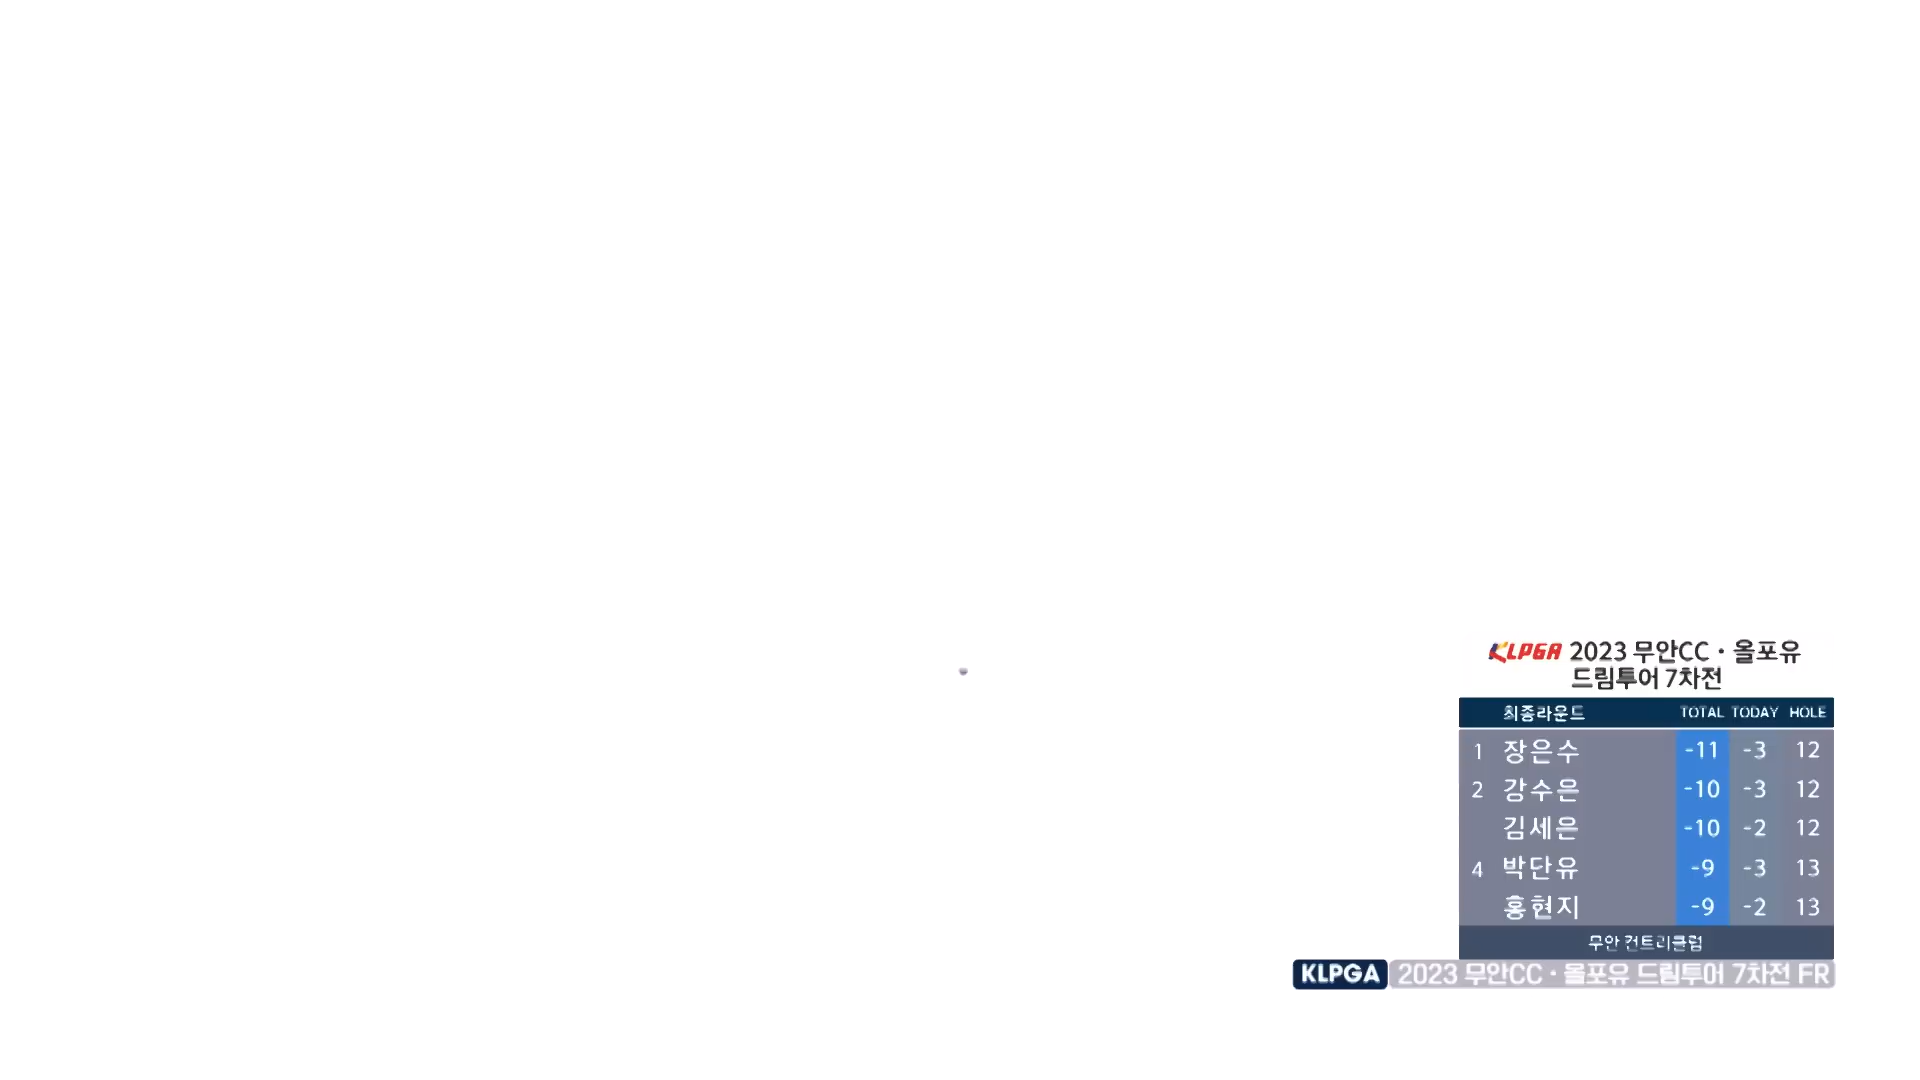 KLPGA 2023 무안CC · 올포유
드림투어 7차전
최종라운드 TOTAL TODAY HOLE
1 장은수 -11 -3 12
2 강수은 -10 -3 12
김세은 -10 -2 12
4 박단유 -9 -3 13
홍현지 -9 -2 13
무안 컨트리클럽
KLPGA 2023 무안CC · 올포유 드림투어 7차전 FR